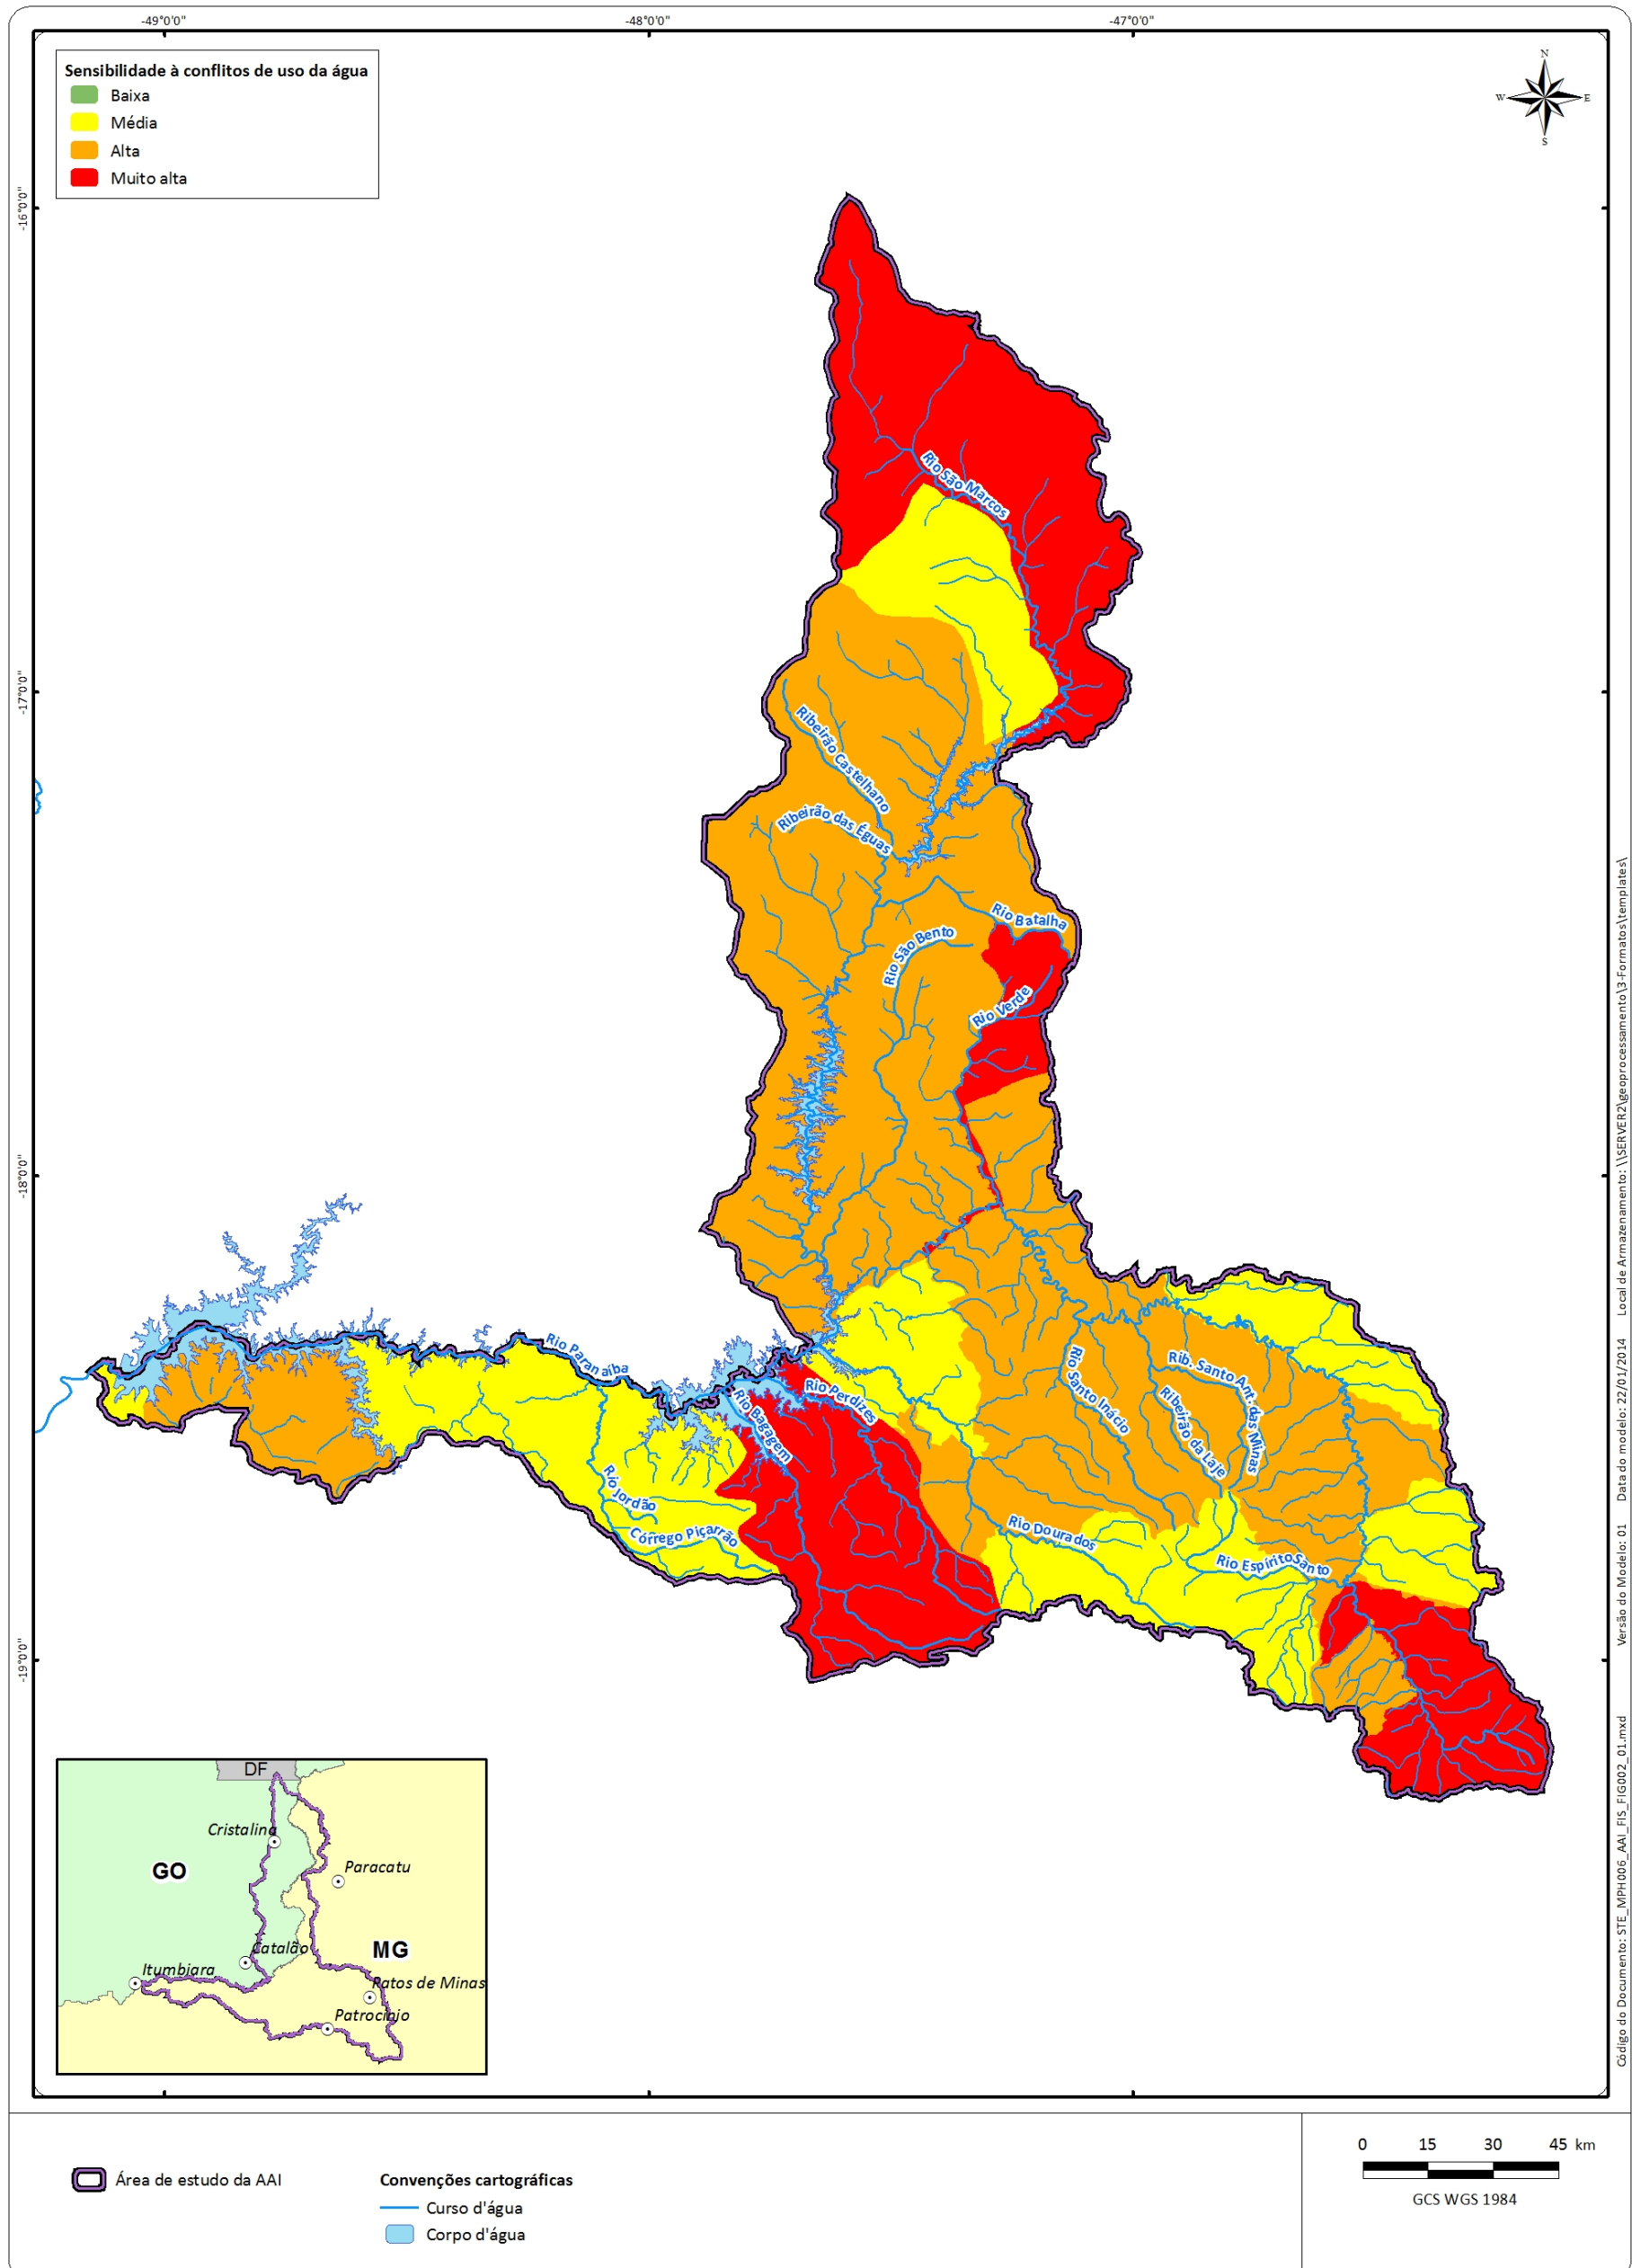 -49°0'0"
-48°0'0"
-47°0'0"
Sensibilidade à conflitos de uso da água
Baixa
Média
Alta
Muito alta
N
W
E
S
-16°0'0"
-17°0'0"
-18°0'0"
-19°0'0"
Rio São Marcos
Ribeirão Castelhano
Ribeirão das Éguas
Rio Batalha
Rio São Bento
Rio Verde
Rio Paranaíba
Rio Perdizes
Rio Bagagem
Rio Santo Inácio
Rib. Santo Ant. das Minas
Ribeirão da Laje
Rio Jordão
Córrego Piçarrão
Rio Dourados
Rio Espírito Santo
DF
Cristalina
GO
Paracatu
Catalão
MG
Itumbiara
Patos de Minas
Patrocínio
Código do Documento: STE_MPH006_AAI_FIS_FIG002_01.mxd Versão do Modelo: 01 Data do modelo: 22/01/2014 Local de Armazenamento: \\SERVER2\geoprocessamento\3-Formatos\templates\
Área de estudo da AAI
Convenções cartográficas
Curso d'água
Corpo d'água
0 15 30 45 km
GCS WGS 1984